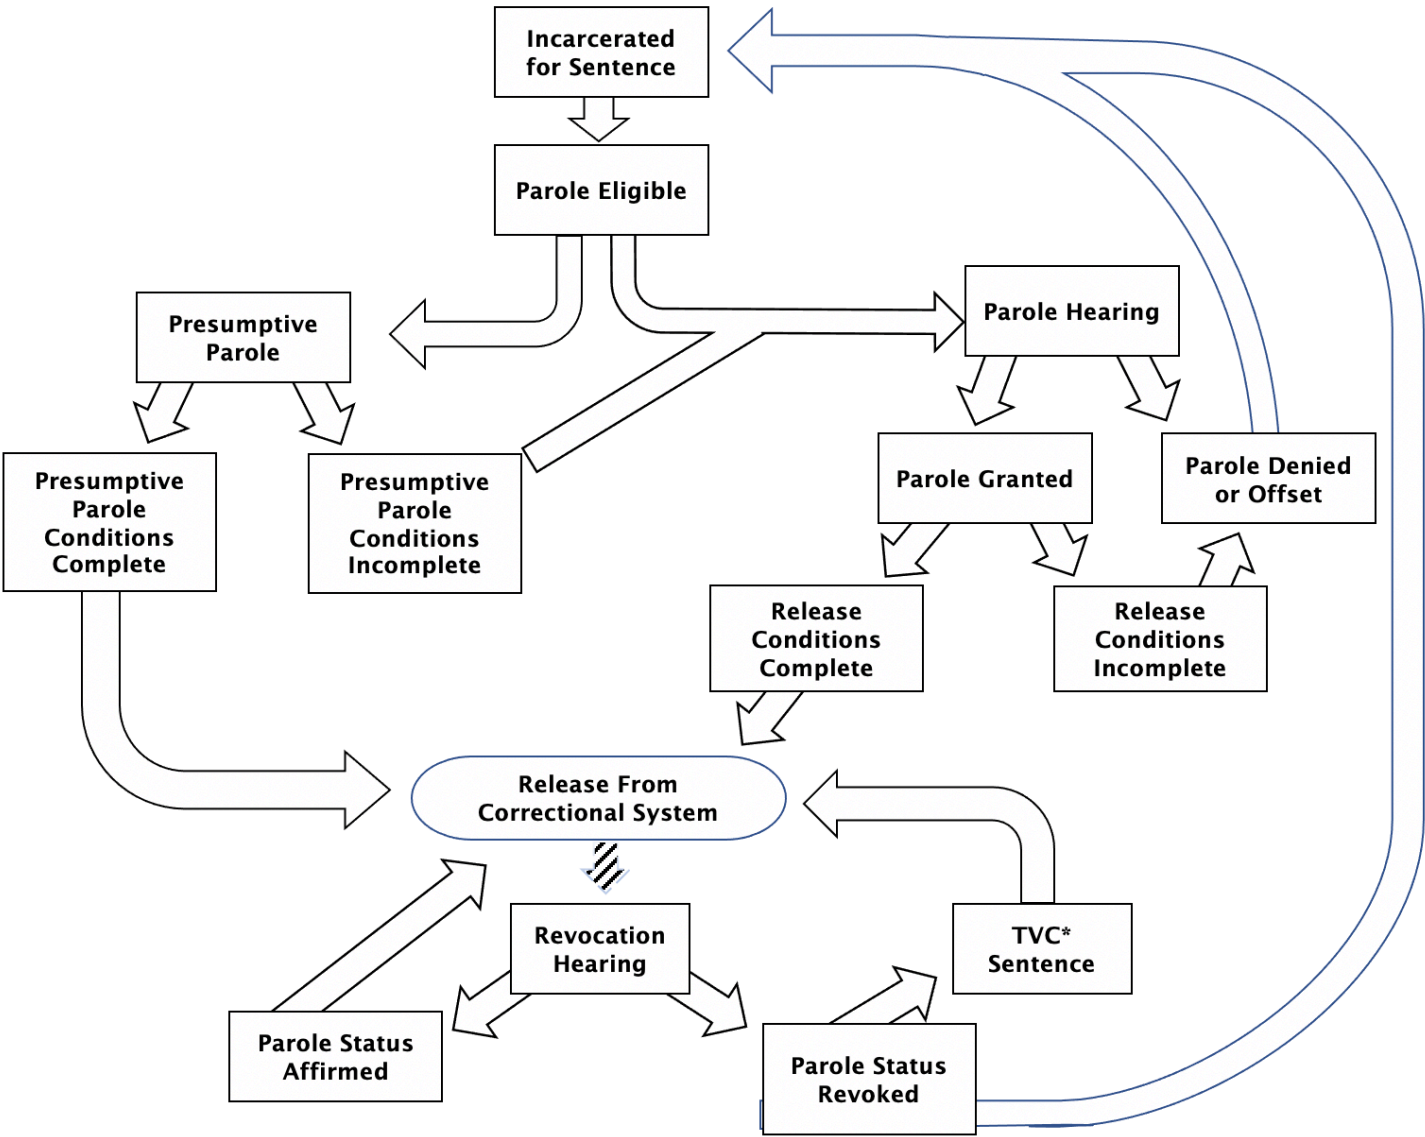 Incarcerated
for Sentence
Parole Eligible
Presumptive
Parole
Parole Hearing
Presumptive
Parole
Conditions
Complete
Presumptive
Parole
Conditions
Incomplete
Parole Granted
Parole Denied
or Offset
Release
Conditions
Complete
Release
Conditions
Incomplete
Release From
Correctional System
Revocation
Hearing
TVC*
Sentence
Parole Status
Affirmed
Parole Status
Revoked